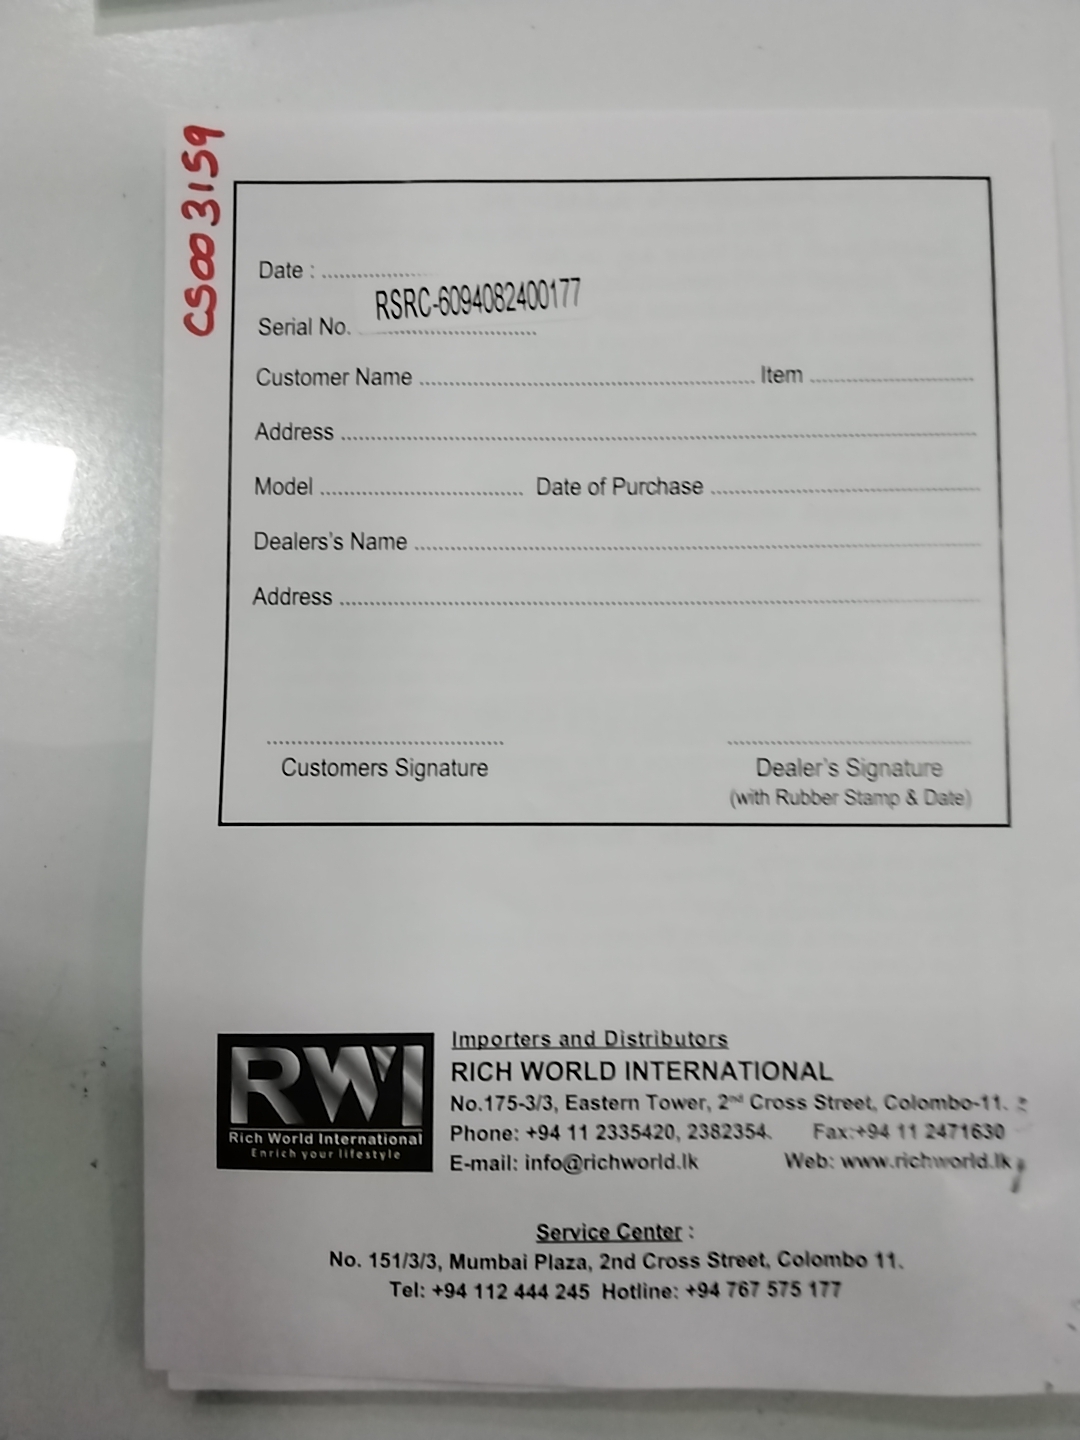 CS003159
Date : ....................
RSRC-6094082400177
Serial No. ..............................
Customer Name .................................................... Item ............................
Address ..............................................................................................
Model .................................. Date of Purchase .............................................
Dealers's Name ..............................................................................................
Address ..............................................................................................
Customers Signature
Dealer's Signature
(with Rubber Stamp & Date)
RWI
Rich World International
Enrich your lifestyle
Importers and Distributors
RICH WORLD INTERNATIONAL
No.175-3/3, Eastern Tower, 2nd Cross Street, Colombo-11.
Phone: +94 11 2335420, 2382354. Fax:+94 11 2471630
E-mail: info@richworld.lk Web: www.richworld.lk
Service Center :
No. 151/3/3, Mumbai Plaza, 2nd Cross Street, Colombo 11.
Tel: +94 112 444 245 Hotline: +94 767 575 177